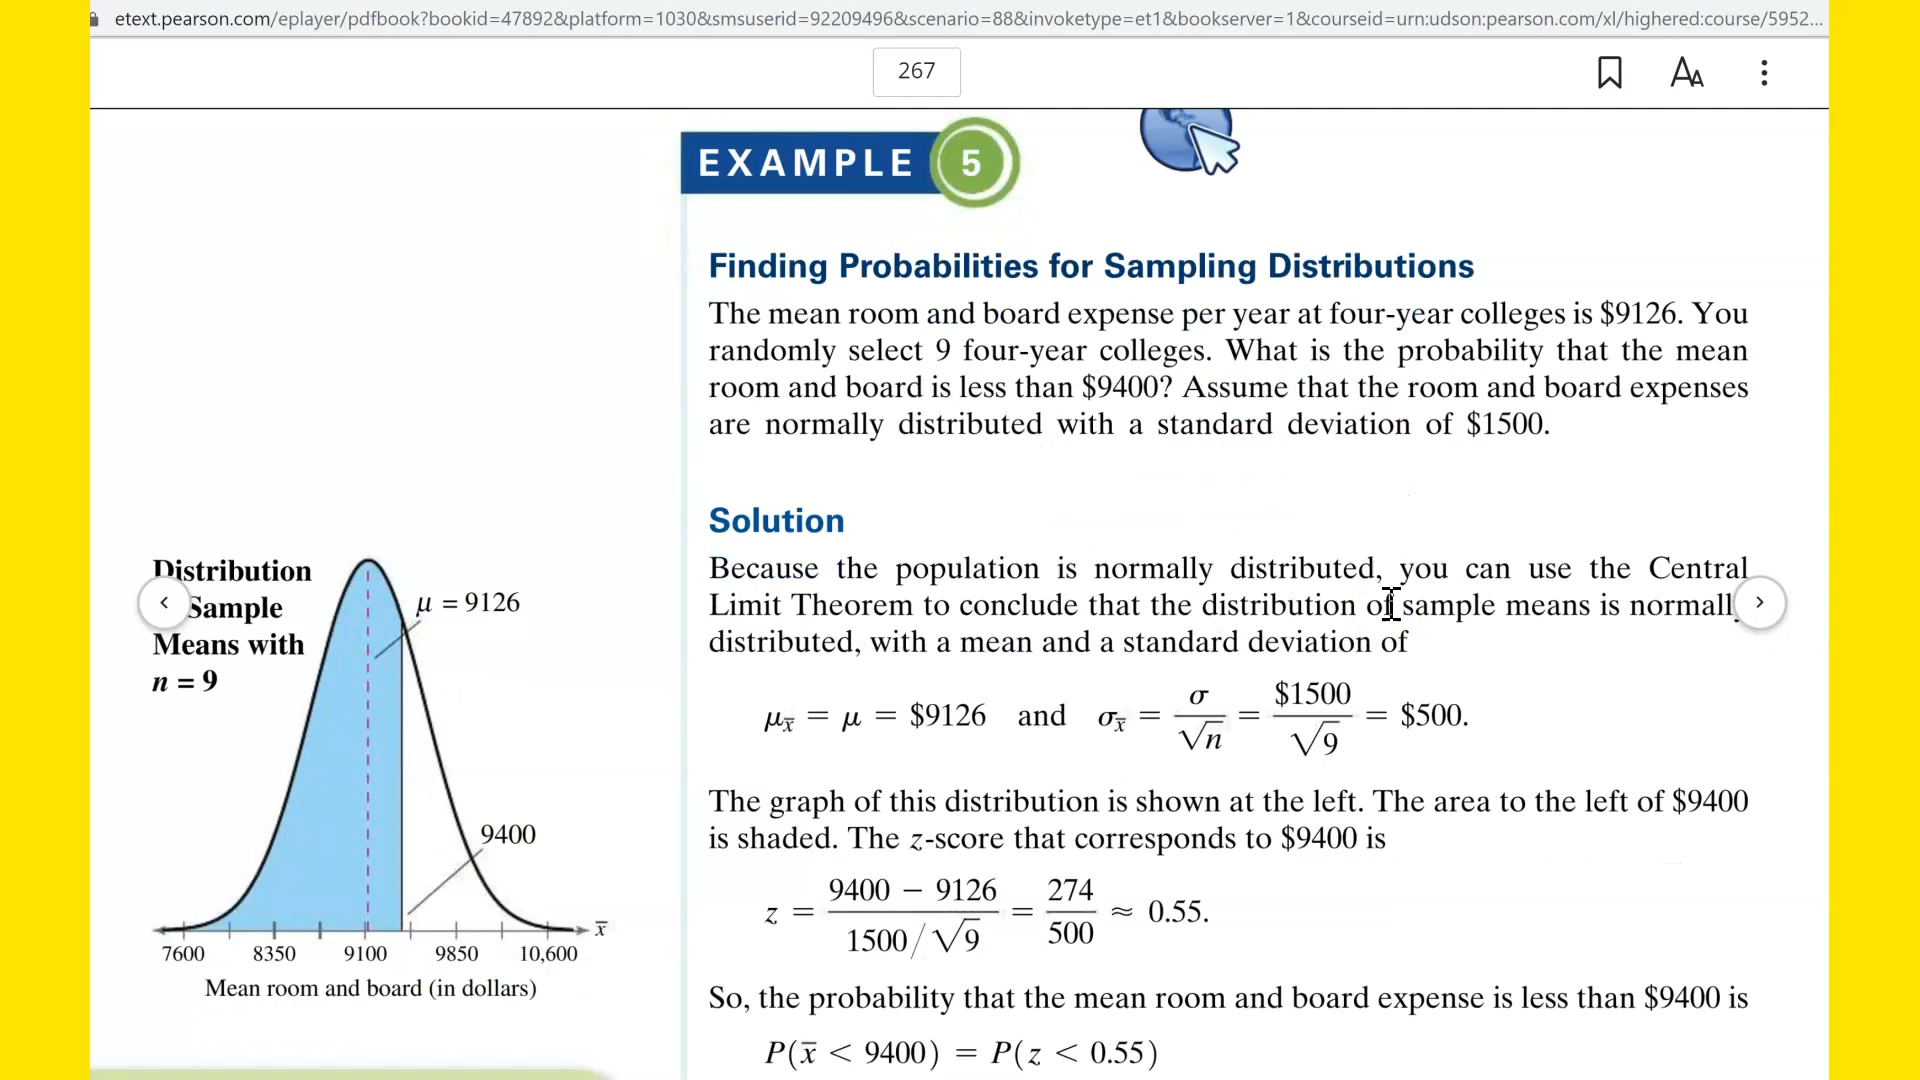 etext.pearson.com/eplayer/pdfbook?bookid=47892&platform=1030&smsuserid=92209496&scenario=88&invoketype=et1&bookserver=1&courseid=urn:udson:pearson.com/xl/highered:course/5952...
267
AA
EXAMPLE 5
Finding Probabilities for Sampling Distributions
The mean room and board expense per year at four-year colleges is $9126. You
randomly select 9 four-year colleges. What is the probability that the mean
room and board is less than $9400? Assume that the room and board expenses
are normally distributed with a standard deviation of $1500.
Solution
Because the population is normally distributed, you can use the Central
Limit Theorem to conclude that the distribution of sample means is normall
distributed, with a mean and a standard deviation of
μx̄ = μ = $9126 and σx̄ = σ/√n = $1500/√9 = $500.
The graph of this distribution is shown at the left. The area to the left of $9400
is shaded. The z-score that corresponds to $9400 is
z = (9400 − 9126)/(1500/√9) = 274/500 ≈ 0.55.
So, the probability that the mean room and board expense is less than $9400 is
P(x̄ < 9400) = P(z < 0.55)
Distribution
Sample
Means with
n = 9
μ = 9126
9400
x̄
7600 8350 9100 9850 10,600
Mean room and board (in dollars)